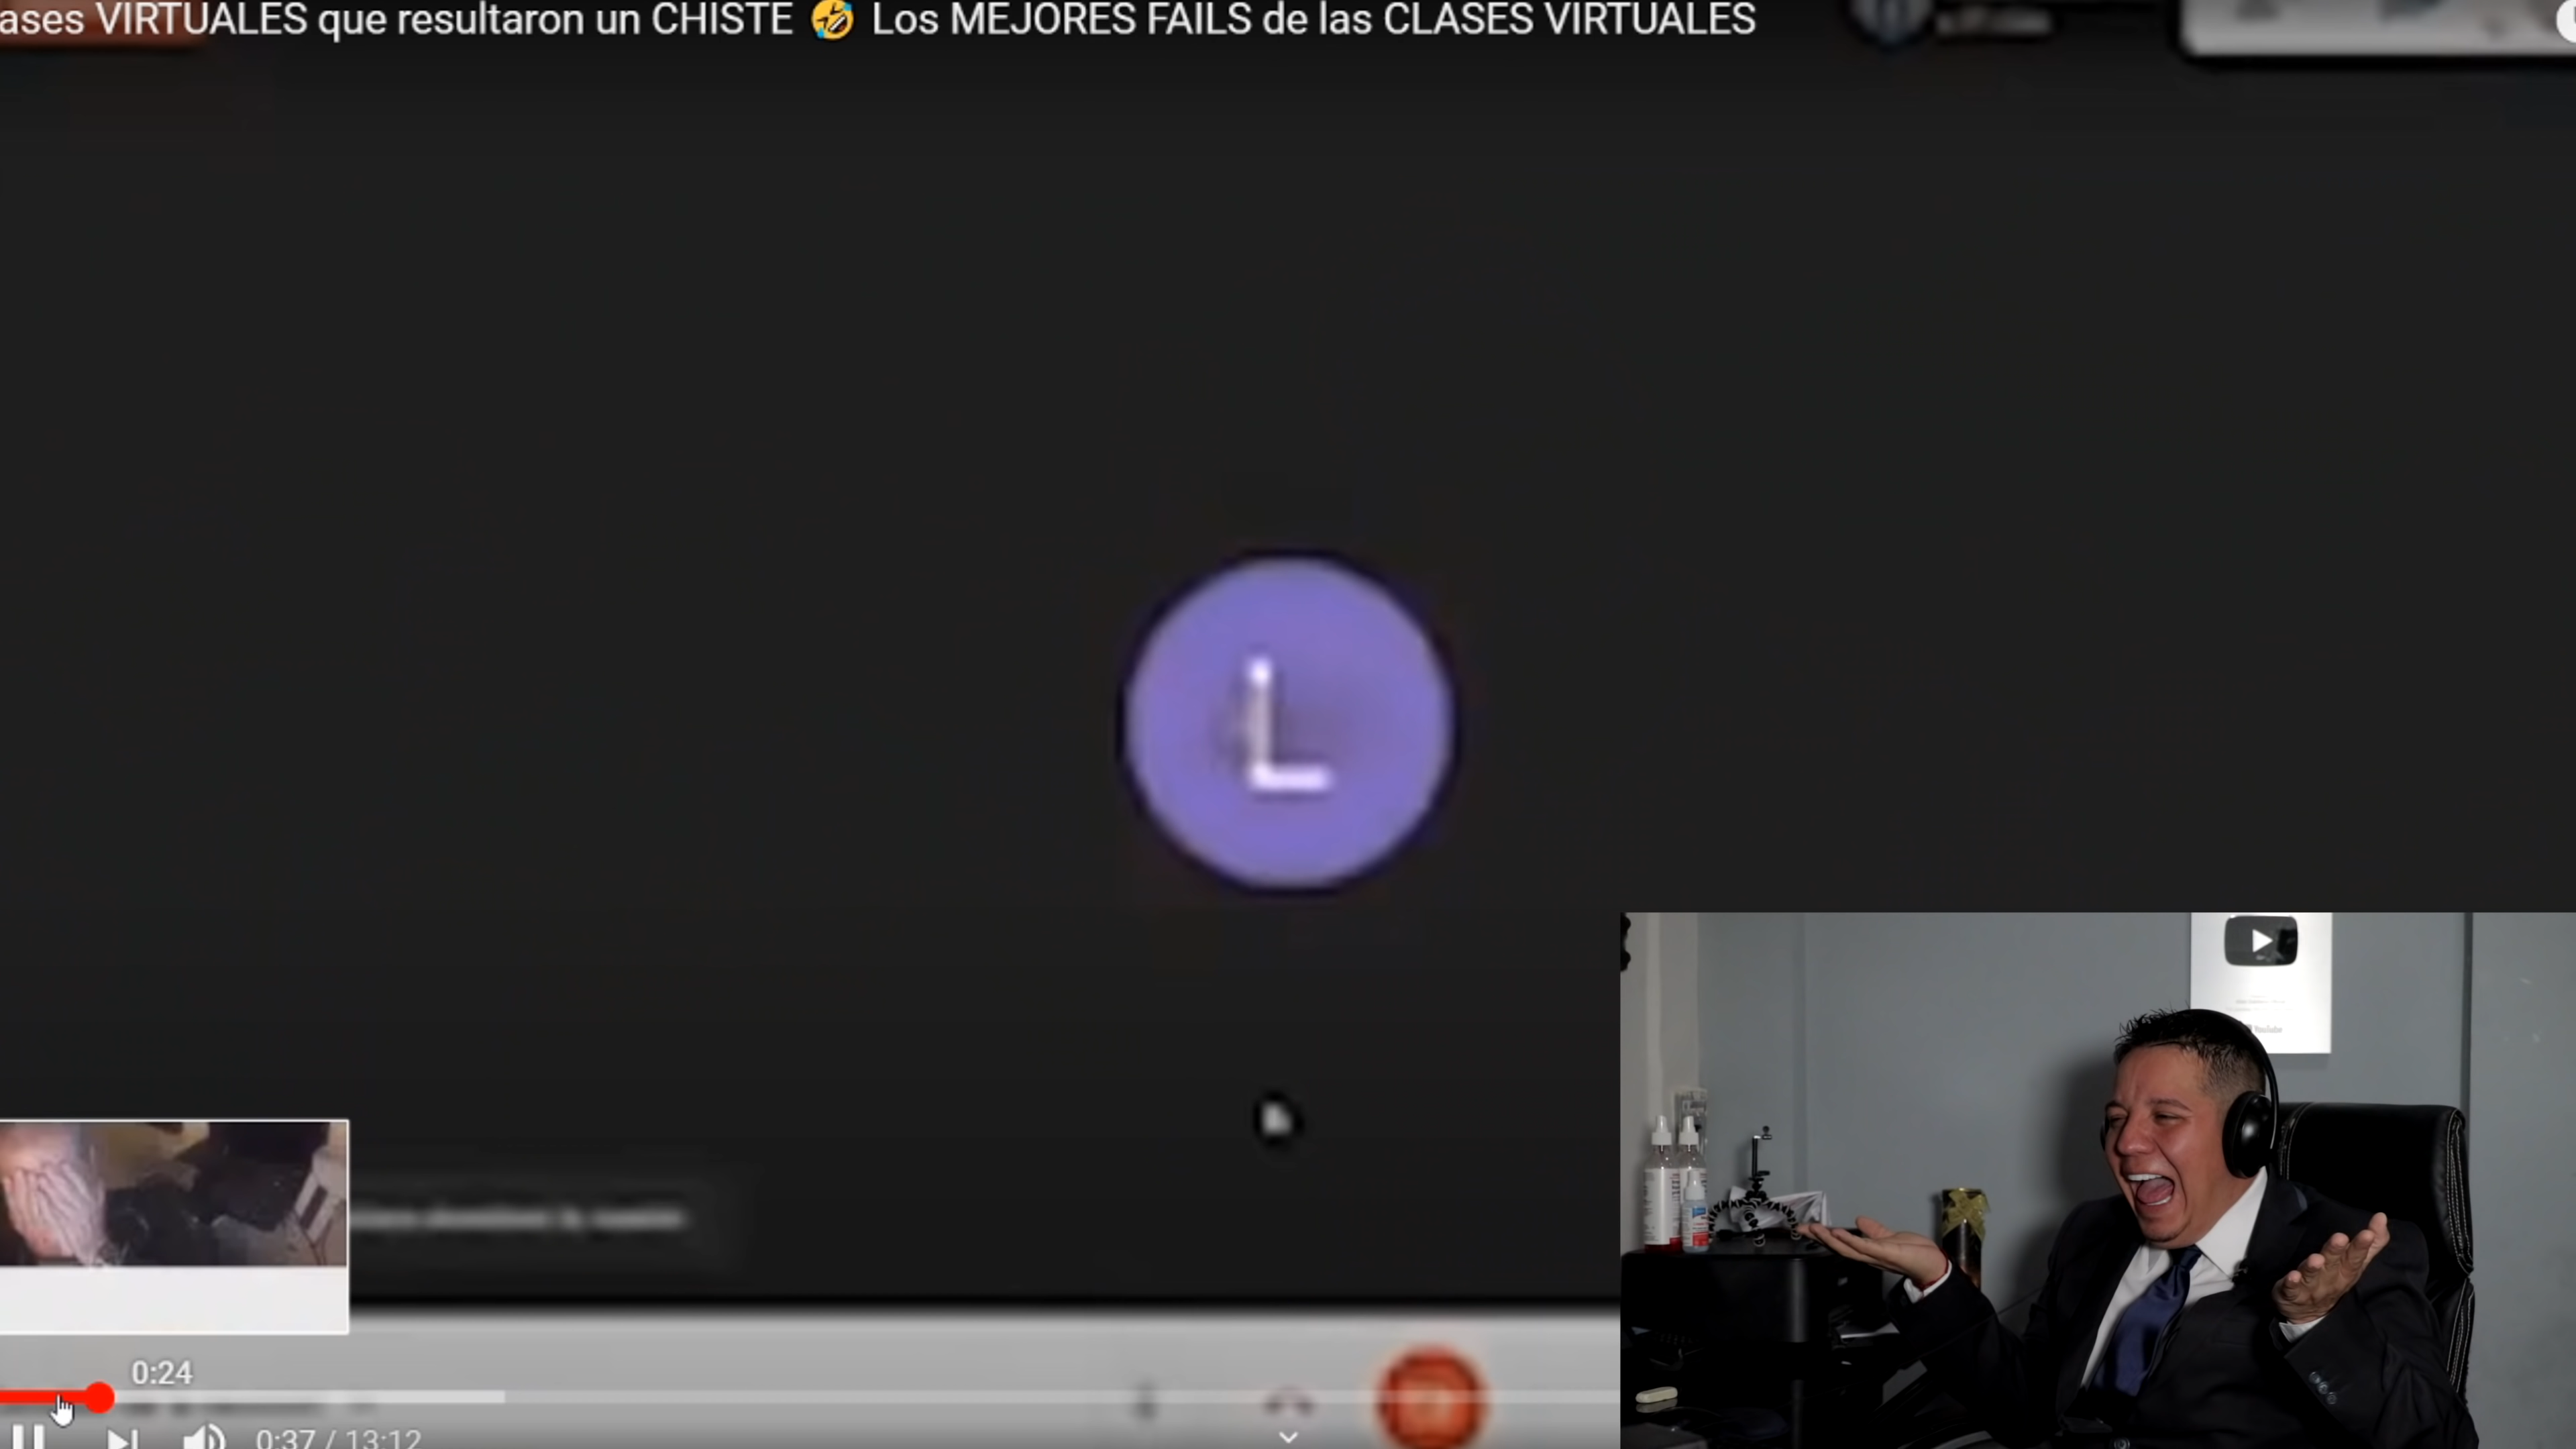 ases VIRTUALES que resultaron un CHISTE 🤣 Los MEJORES FAILS de las CLASES VIRTUALES
L
YouTube
0:24
0:37 / 13:12